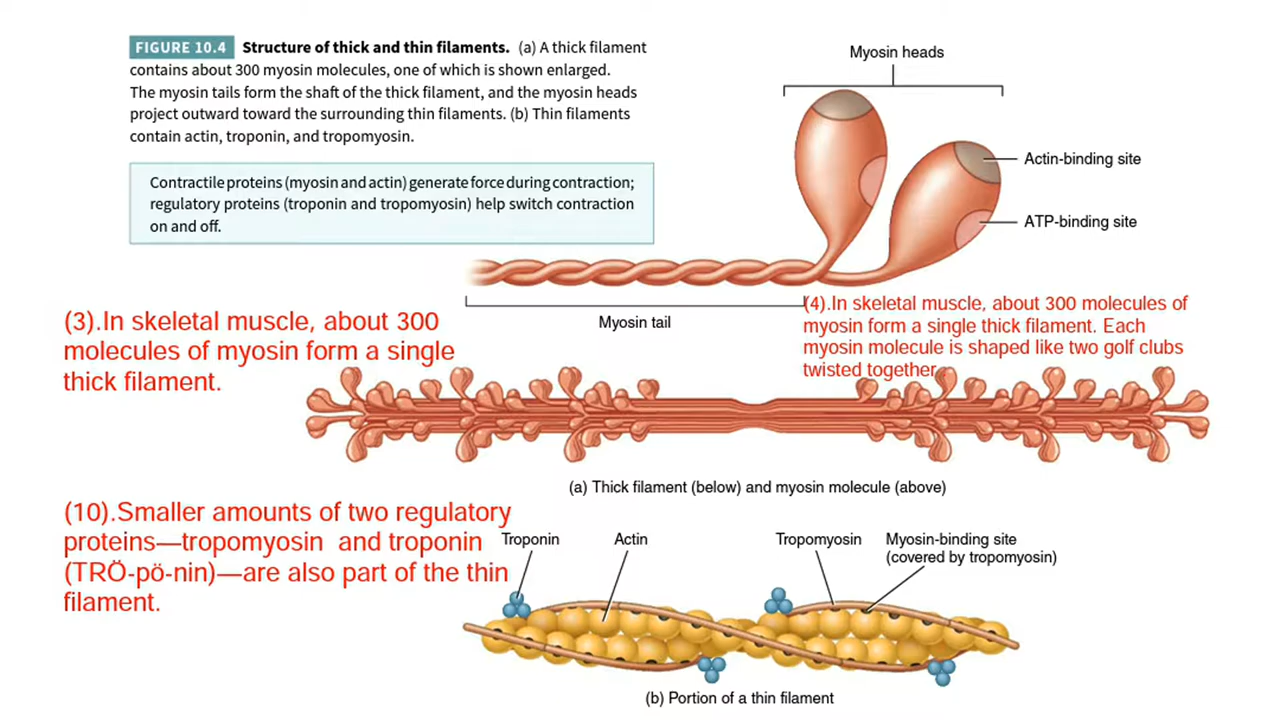 FIGURE 10.4 Structure of thick and thin filaments. (a) A thick filament
contains about 300 myosin molecules, one of which is shown enlarged.
The myosin tails form the shaft of the thick filament, and the myosin heads
project outward toward the surrounding thin filaments. (b) Thin filaments
contain actin, troponin, and tropomyosin.
Contractile proteins (myosin and actin) generate force during contraction;
regulatory proteins (troponin and tropomyosin) help switch contraction
on and off.
Myosin heads
Actin-binding site
ATP-binding site
Myosin tail
(3).In skeletal muscle, about 300
molecules of myosin form a single
thick filament.
(4).In skeletal muscle, about 300 molecules of
myosin form a single thick filament. Each
myosin molecule is shaped like two golf clubs
twisted together.
(a) Thick filament (below) and myosin molecule (above)
(10).Smaller amounts of two regulatory
proteins—tropomyosin and troponin
(TRŌ-pō-nin)—are also part of the thin
filament.
Troponin
Actin
Tropomyosin
Myosin-binding site
(covered by tropomyosin)
(b) Portion of a thin filament